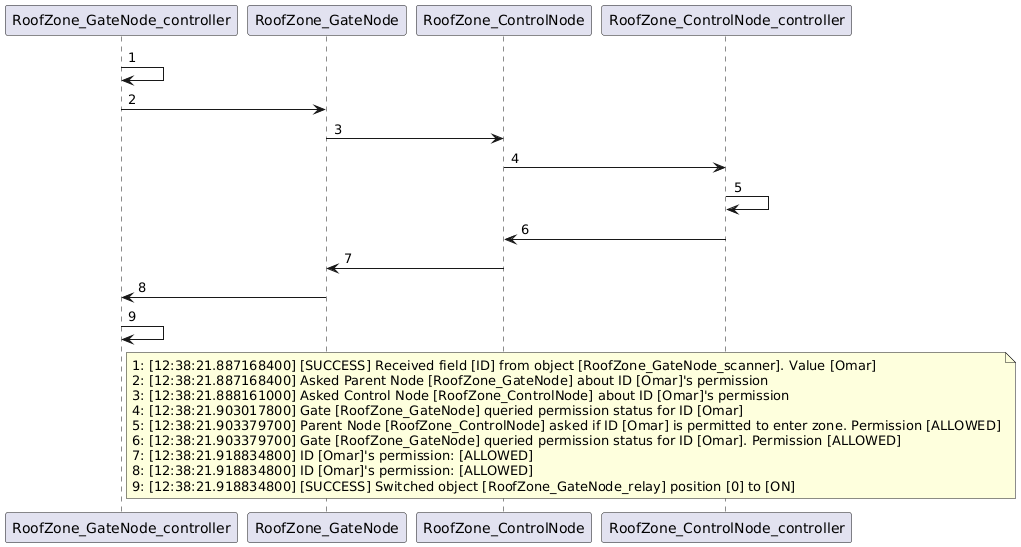 RoofZone_GateNode_controller RoofZone_GateNode RoofZone_ControlNode RoofZone_ControlNode_controller
1
2
3
4
5
6
7
8
9
1: [12:38:21.887168400] [SUCCESS] Received field [ID] from object [RoofZone_GateNode_scanner]. Value [Omar]
2: [12:38:21.887168400] Asked Parent Node [RoofZone_GateNode] about ID [Omar]'s permission
3: [12:38:21.888161000] Asked Control Node [RoofZone_ControlNode] about ID [Omar]'s permission
4: [12:38:21.903017800] Gate [RoofZone_GateNode] queried permission status for ID [Omar]
5: [12:38:21.903379700] Parent Node [RoofZone_ControlNode] asked if ID [Omar] is permitted to enter zone. Permission [ALLOWED]
6: [12:38:21.903379700] Gate [RoofZone_GateNode] queried permission status for ID [Omar]. Permission [ALLOWED]
7: [12:38:21.918834800] ID [Omar]'s permission: [ALLOWED]
8: [12:38:21.918834800] ID [Omar]'s permission: [ALLOWED]
9: [12:38:21.918834800] [SUCCESS] Switched object [RoofZone_GateNode_relay] position [0] to [ON]
RoofZone_GateNode_controller RoofZone_GateNode RoofZone_ControlNode RoofZone_ControlNode_controller